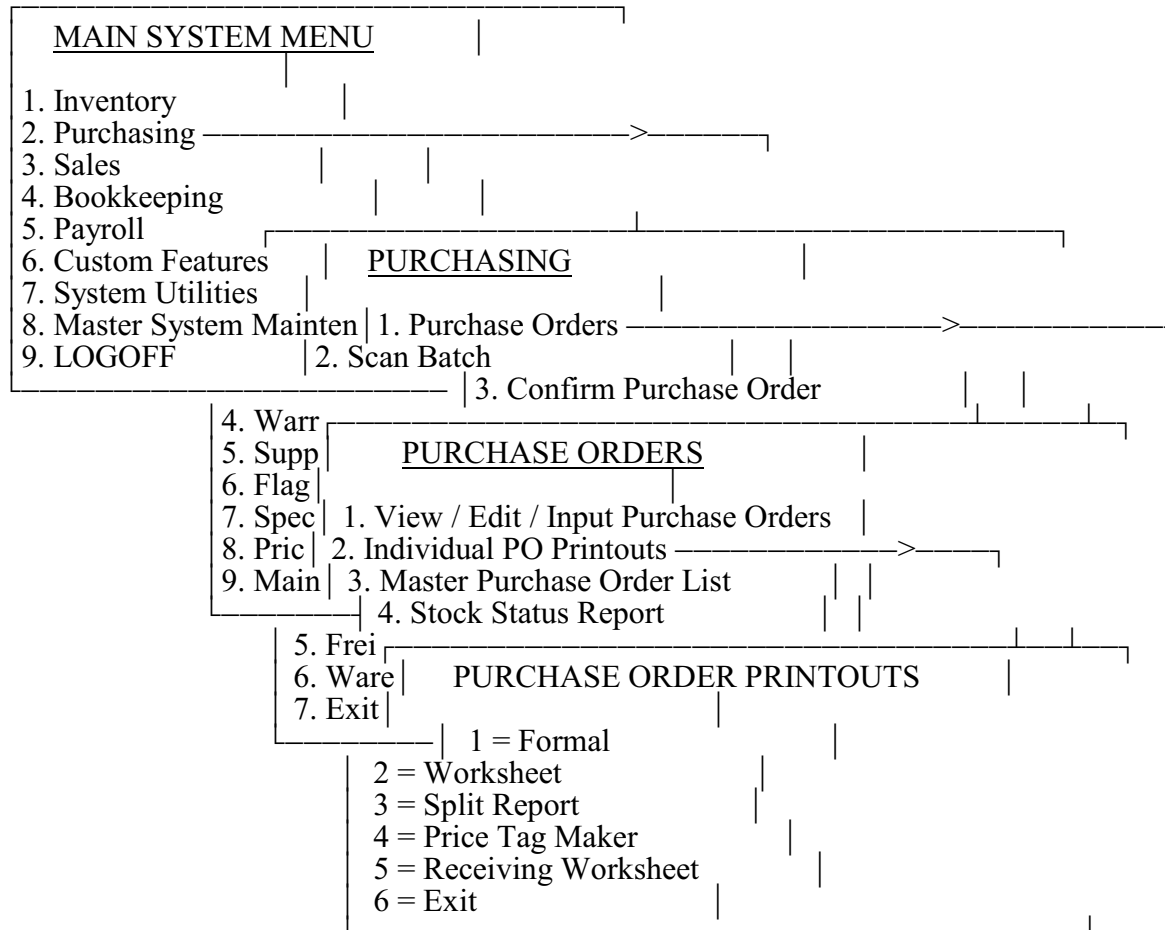 MAIN SYSTEM MENU
1. Inventory
2. Purchasing
3. Sales
4. Bookkeeping
5. Payroll
6. Custom Features PURCHASING
7. System Utilities
8. Master System Mainten 1. Purchase Orders
9. LOGOFF 2. Scan Batch
3. Confirm Purchase Order
4. Warr
5. Supp PURCHASE ORDERS
6. Flag
7. Spec 1. View / Edit / Input Purchase Orders
8. Pric 2. Individual PO Printouts
9. Main 3. Master Purchase Order List
4. Stock Status Report
5. Frei
6. Ware PURCHASE ORDER PRINTOUTS
7. Exit
1 = Formal
2 = Worksheet
3 = Split Report
4 = Price Tag Maker
5 = Receiving Worksheet
6 = Exit